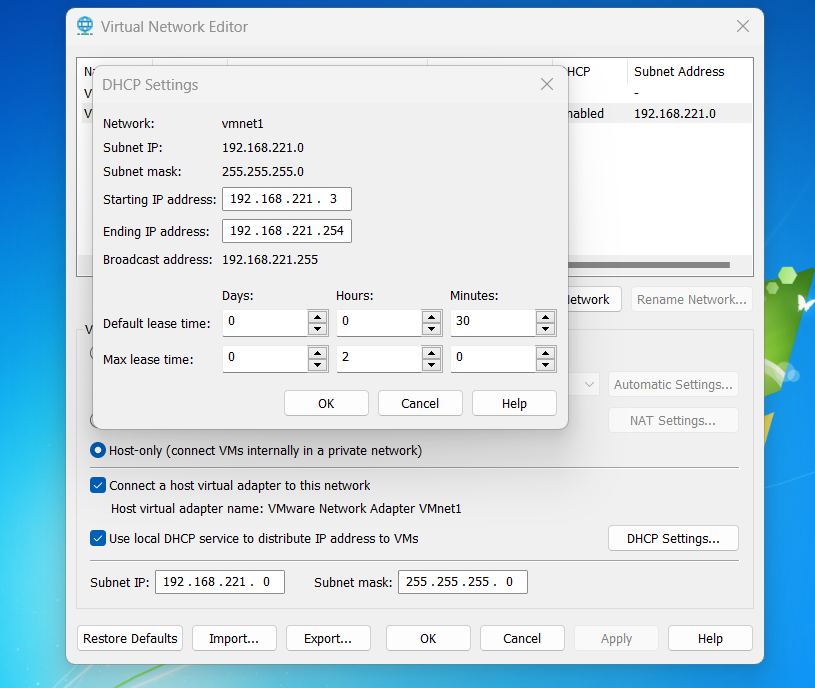 Virtual Network Editor
DHCP Subnet Address
-
192.168.221.0
DHCP Settings
Network: vmnet1
Subnet IP: 192.168.221.0
Subnet mask: 255.255.255.0
Starting IP address: 192 . 168 . 221 . 3
Ending IP address: 192 . 168 . 221 . 254
Broadcast address: 192.168.221.255
Days: Hours: Minutes:
Default lease time: 0 0 30
Max lease time: 0 2 0
OK Cancel Help
Rename Network...
Automatic Settings...
NAT Settings...
Host-only (connect VMs internally in a private network)
Connect a host virtual adapter to this network
Host virtual adapter name: VMware Network Adapter VMnet1
Use local DHCP service to distribute IP address to VMs DHCP Settings...
Subnet IP: 192 . 168 . 221 . 0 Subnet mask: 255 . 255 . 255 . 0
Restore Defaults Import... Export... OK Cancel Apply Help